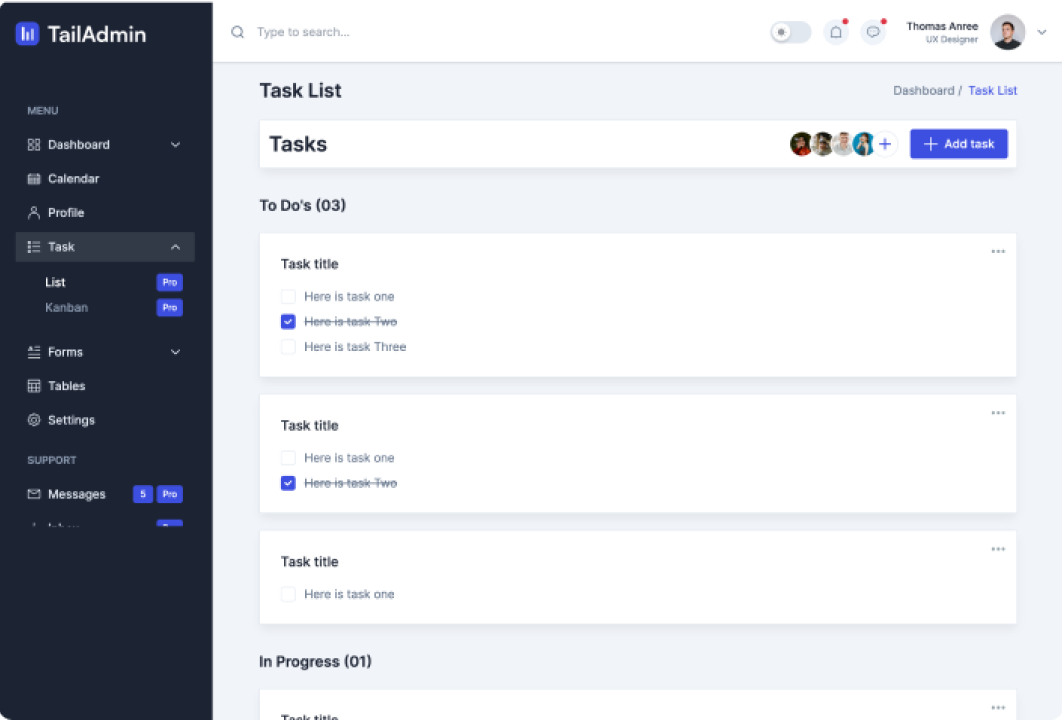 TailAdmin
Type to search...
Thomas Anree
UX Designer
MENU
Dashboard
Calendar
Profile
Task
List Pro
Kanban Pro
Forms
Tables
Settings
SUPPORT
Messages 5 Pro
Task List
Dashboard / Task List
Tasks
Add task
To Do's (03)
Task title
Here is task one
Here is task Two
Here is task Three
Task title
Here is task one
Here is task Two
Task title
Here is task one
In Progress (01)
Task title